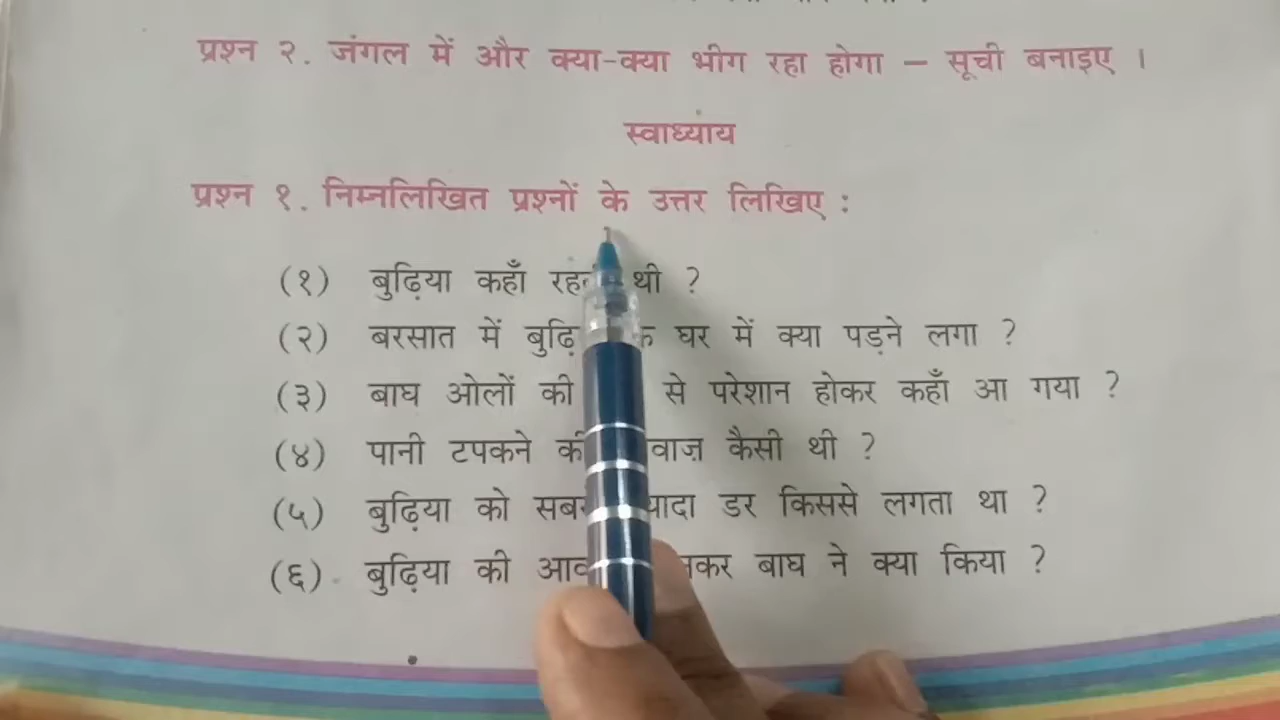 प्रश्न २. जंगल में और क्या-क्या भीग रहा होगा – सूची बनाइए ।
स्वाध्याय
प्रश्न १. निम्नलिखित प्रश्नों के उत्तर लिखिए :
(१) बुढ़िया कहाँ थी ?
(२) बरसात में घर में क्या पड़ने लगा ?
(३) बाघ ओलों की से परेशान होकर कहाँ आ गया ?
(४) पानी टपकने कैसी थी ?
(५) बुढ़िया को डर किससे लगता था ?
(६) बुढ़िया की बाघ ने क्या किया ?